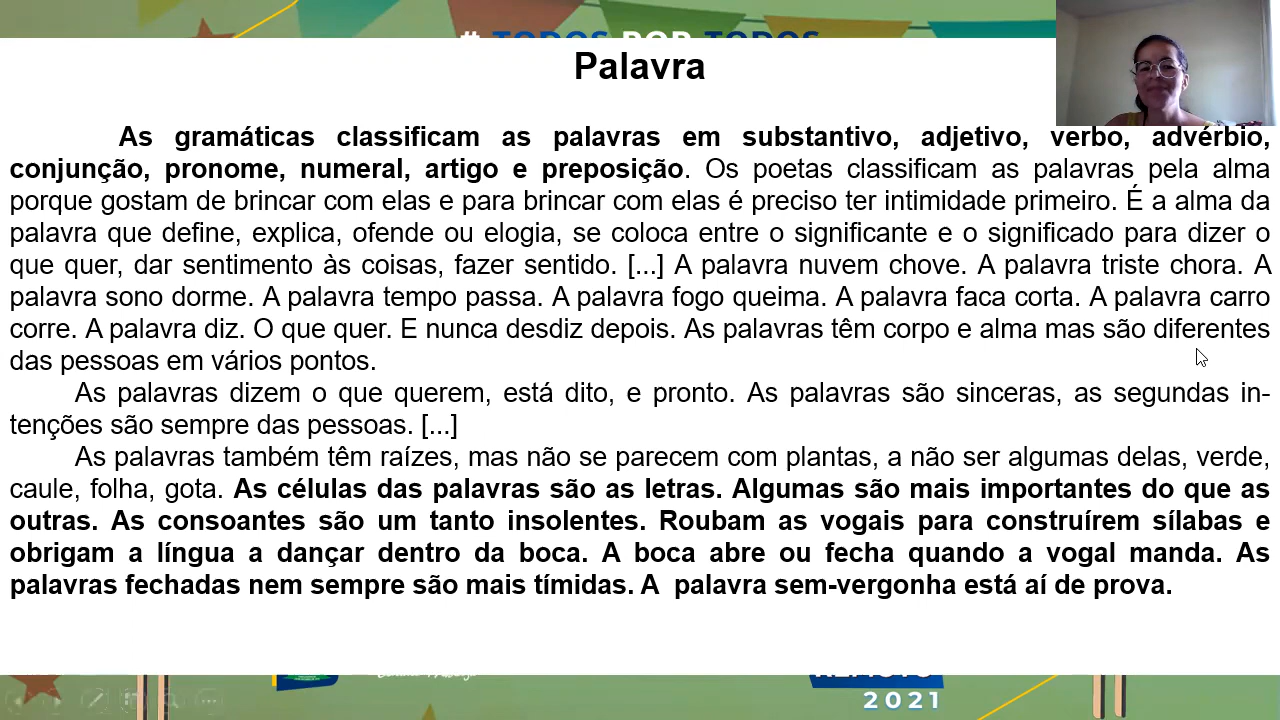 # TODOS POR TODOS
Palavra
As gramáticas classificam as palavras em substantivo, adjetivo, verbo, advérbio,
conjunção, pronome, numeral, artigo e preposição. Os poetas classificam as palavras pela alma
porque gostam de brincar com elas e para brincar com elas é preciso ter intimidade primeiro. É a alma da
palavra que define, explica, ofende ou elogia, se coloca entre o significante e o significado para dizer o
que quer, dar sentimento às coisas, fazer sentido. [...] A palavra nuvem chove. A palavra triste chora. A
palavra sono dorme. A palavra tempo passa. A palavra fogo queima. A palavra faca corta. A palavra carro
corre. A palavra diz. O que quer. E nunca desdiz depois. As palavras têm corpo e alma mas são diferentes
das pessoas em vários pontos.
As palavras dizem o que querem, está dito, e pronto. As palavras são sinceras, as segundas in-
tenções são sempre das pessoas. [...]
As palavras também têm raízes, mas não se parecem com plantas, a não ser algumas delas, verde,
caule, folha, gota. As células das palavras são as letras. Algumas são mais importantes do que as
outras. As consoantes são um tanto insolentes. Roubam as vogais para construírem sílabas e
obrigam a língua a dançar dentro da boca. A boca abre ou fecha quando a vogal manda. As
palavras fechadas nem sempre são mais tímidas. A  palavra sem-vergonha está aí de prova.
2021